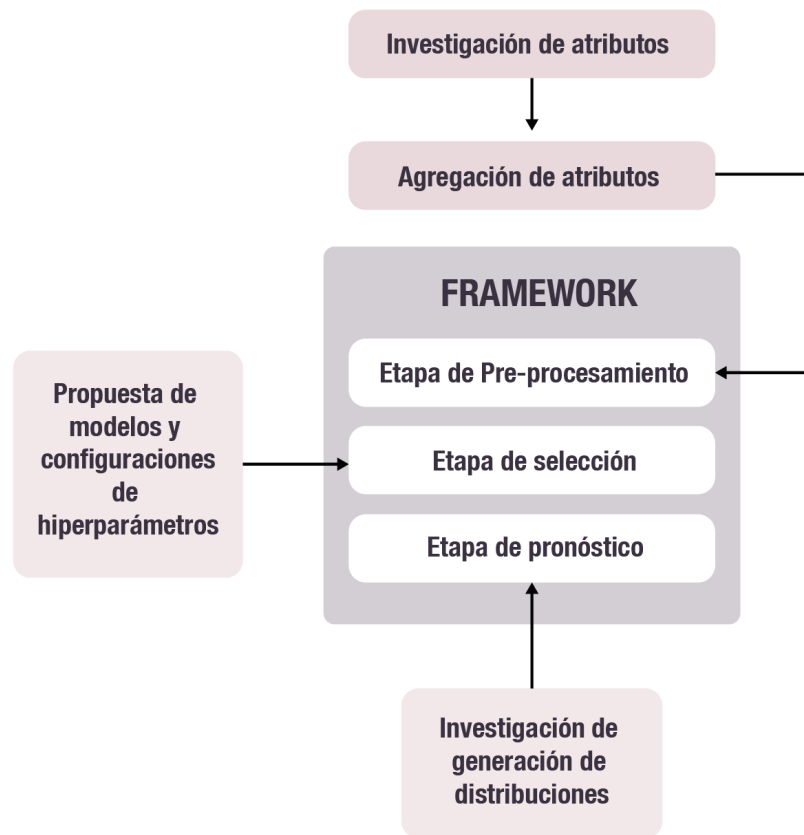 Investigación de atributos
Agregación de atributos
FRAMEWORK
Etapa de Pre-procesamiento
Etapa de selección
Etapa de pronóstico
Propuesta de
modelos y
configuraciones
de
hiperparámetros
Investigación de
generación de
distribuciones